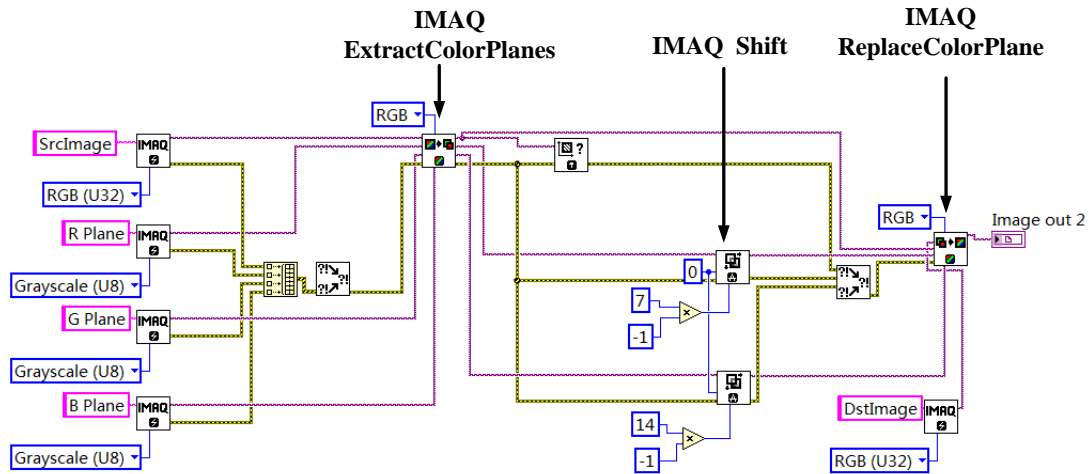 IMAQ
ExtractColorPlanes
IMAQ Shift
IMAQ
ReplaceColorPlane
RGB
SrcImage
IMAQ
?
RGB (U32)
RGB
Image out 2
R Plane
IMAQ
0
?! ?!
?!
?! ?!
?!
Grayscale (U8)
7
×
-1
G Plane
IMAQ
Grayscale (U8)
B Plane
IMAQ
DstImage
IMAQ
14
×
-1
Grayscale (U8)
RGB (U32)